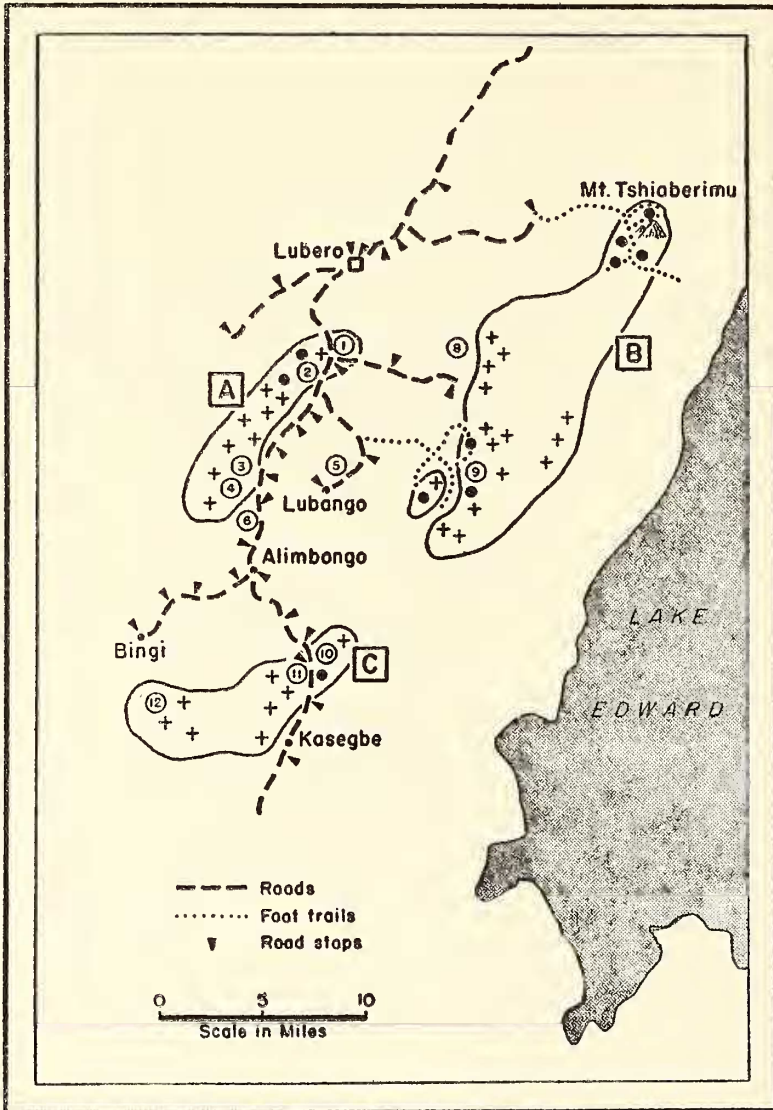 Mt. Tshiaberimu
Lubero
1
8
B
2
A
3
5
9
4
Lubango
6
Alimbongo
LAKE
Bingi
10
C
11
12
EDWARD
Kasegbe
Roads
Foot trails
Road stops
0 5 10
Scale in Miles